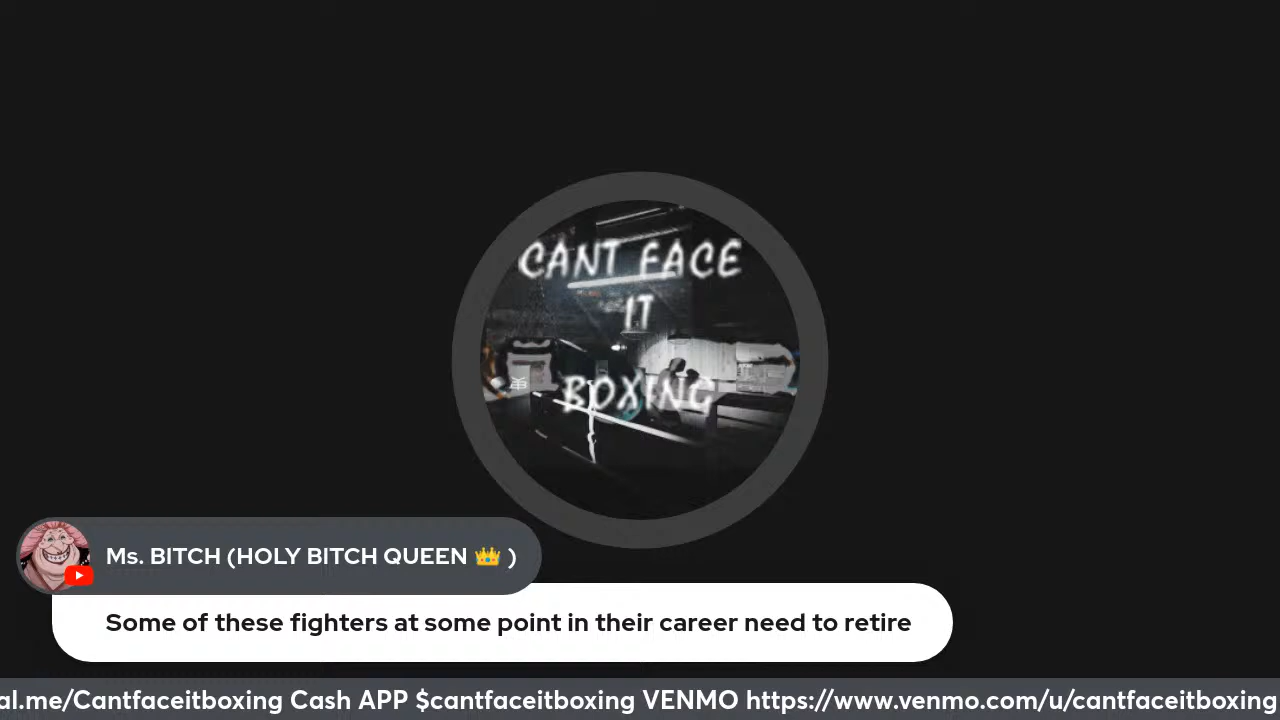 CANT FACE
IT
BOXING
Ms. BITCH (HOLY BITCH QUEEN 👑 )
Some of these fighters at some point in their career need to retire
al.me/Cantfaceitboxing Cash APP $cantfaceitboxing VENMO https://www.venmo.com/u/cantfaceitboxing